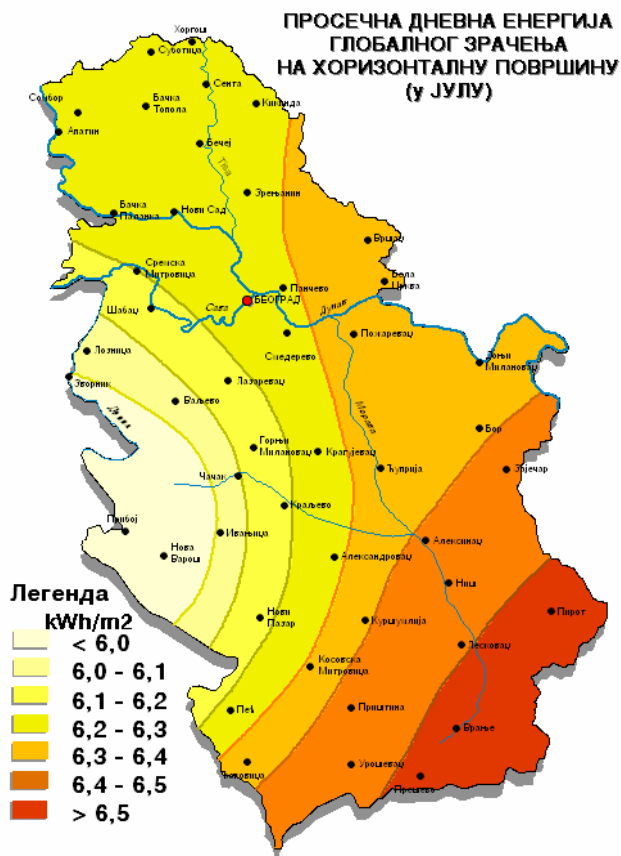 ПРОСЕЧНА ДНЕВНА ЕНЕРГИЈА
ГЛОБАЛНОГ ЗРАЧЕЊА
НА ХОРИЗОНТАЛНУ ПОВРШИНУ
(у ЈУЛУ)
Хоргош
Суботица
Сента
Сомбор
Бачка
Топола
Кикинда
Апатин
Бечеј
Тиса
Зрењанин
Бачка
Паланка
Нови Сад
Вршац
Сремска
Митровица
Бела
Црква
Панчево
Сава
БЕОГРАД
Дунав
Шабац
Пожаревац
Смедерево
Лозница
Доњи
Милановац
Зворник
Лазаревац
Ваљево
Дрина
Морава
Бор
Горњи
Милановац
Крагујевац
Ћуприја
Зајечар
Чачак
Краљево
Прибој
Ивањица
Алексинац
Нова
Варош
Александровац
Ниш
Легенда
kWh/m2
< 6,0
6,0 - 6,1
6,1 - 6,2
6,2 - 6,3
6,3 - 6,4
6,4 - 6,5
> 6,5
Нови
Пазар
Куршумлија
Пирот
Лесковац
Косовска
Митровица
Пећ
Приштина
Врање
Ђаковица
Урошевац
Прешево